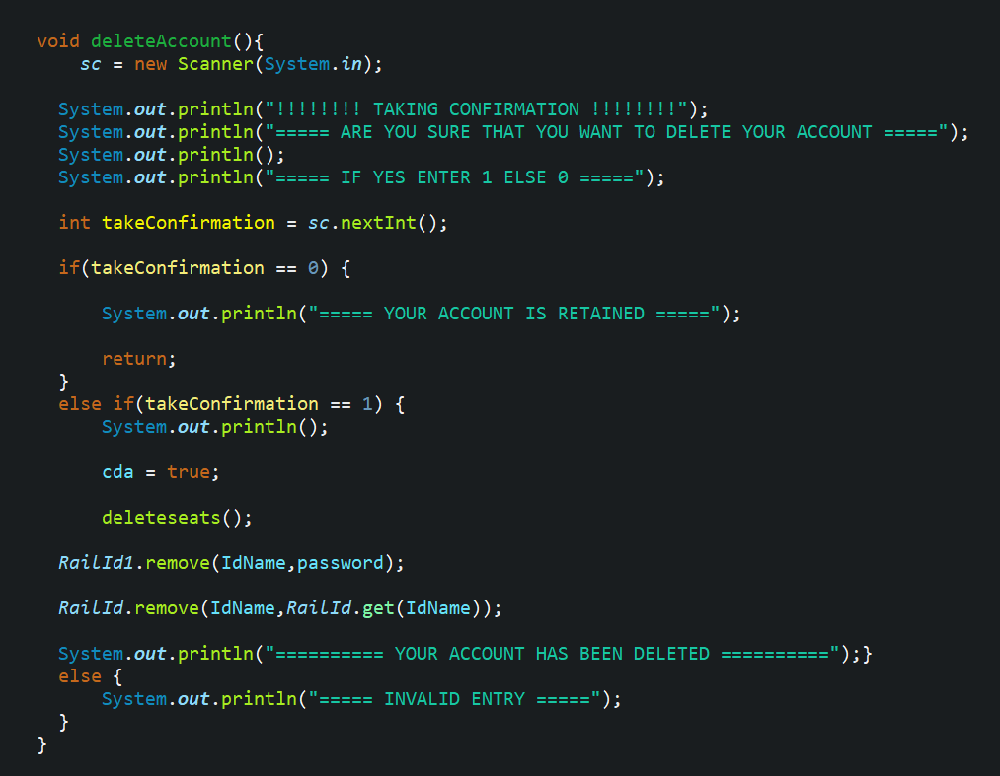 void deleteAccount(){
    sc = new Scanner(System.in);
  System.out.println("!!!!!!!! TAKING CONFIRMATION !!!!!!!!");
  System.out.println("===== ARE YOU SURE THAT YOU WANT TO DELETE YOUR ACCOUNT =====");
  System.out.println();
  System.out.println("===== IF YES ENTER 1 ELSE 0 =====");
  int takeConfirmation = sc.nextInt();
  if(takeConfirmation == 0) {
      System.out.println("===== YOUR ACCOUNT IS RETAINED =====");
      return;
  }
  else if(takeConfirmation == 1) {
      System.out.println();
      cda = true;
      deleteseats();
  RailId1.remove(IdName,password);
  RailId.remove(IdName,RailId.get(IdName));
  System.out.println("========== YOUR ACCOUNT HAS BEEN DELETED ==========");}
  else {
      System.out.println("===== INVALID ENTRY =====");
  }
}